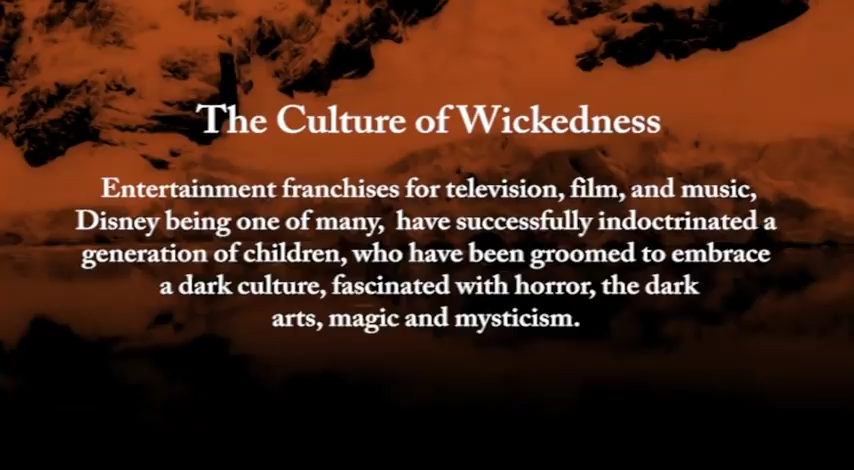 The Culture of Wickedness
Entertainment franchises for television, film, and music,
Disney being one of many,  have successfully indoctrinated a
generation of children, who have been groomed to embrace
a dark culture, fascinated with horror, the dark
arts, magic and mysticism.